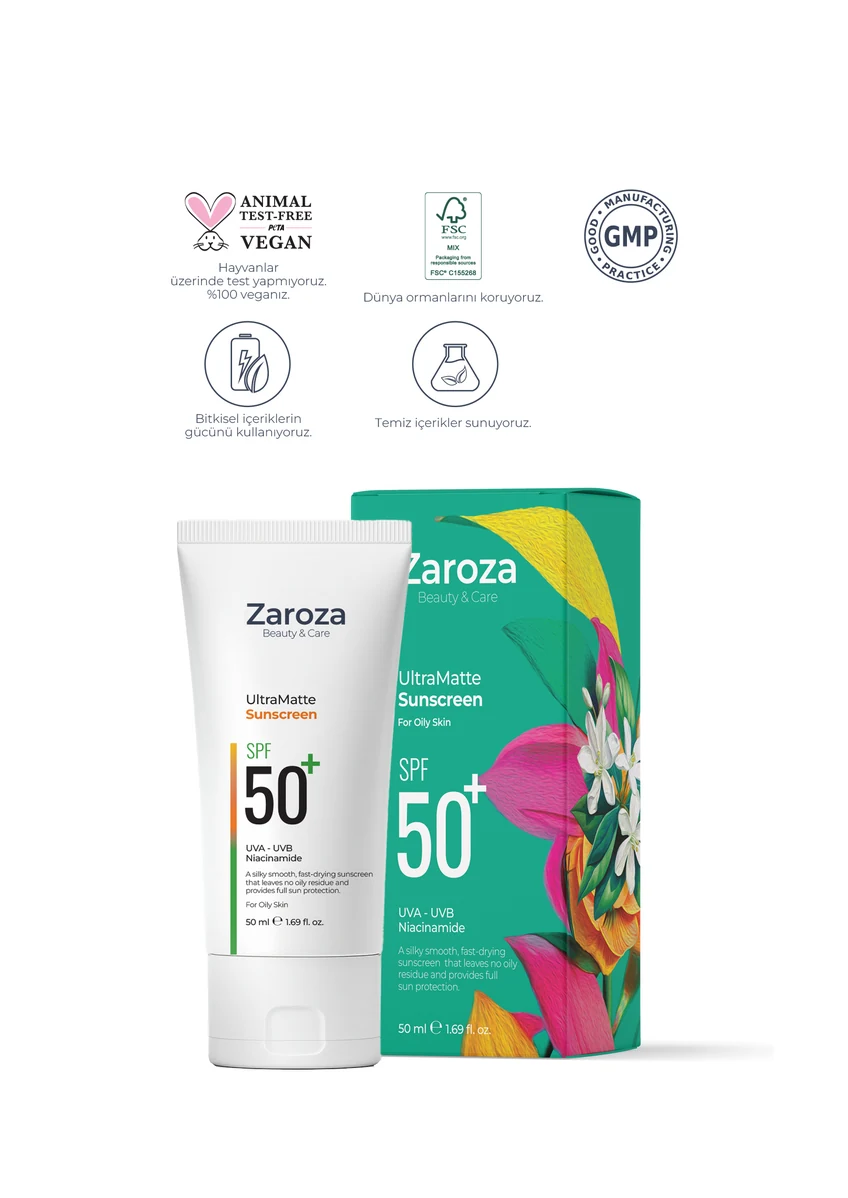 ANIMAL
TEST-FREE
PETA
VEGAN
Hayvanlar
üzerinde test yapmıyoruz.
%100 veganız.
FSC
www.fsc.org
MIX
Packaging from
responsible sources
FSC® C155268
Dünya ormanlarını koruyoruz.
GOOD • MANUFACTURING • PRACTICE •
GMP
Bitkisel içeriklerin
gücünü kullanıyoruz.
Temiz içerikler sunuyoruz.
Zaroza
Beauty & Care
UltraMatte
Sunscreen
SPF
50+
UVA - UVB
Niacinamide
A silky smooth, fast-drying sunscreen
that leaves no oily residue and
provides full sun protection.
For Oily Skin
50 ml ℮ 1.69 fl. oz.
Zaroza
Beauty & Care
UltraMatte
Sunscreen
For Oily Skin
SPF
50+
UVA - UVB
Niacinamide
A silky smooth, fast-drying
sunscreen that leaves no oily
residue and provides full
sun protection.
50 ml ℮ 1.69 fl. oz.